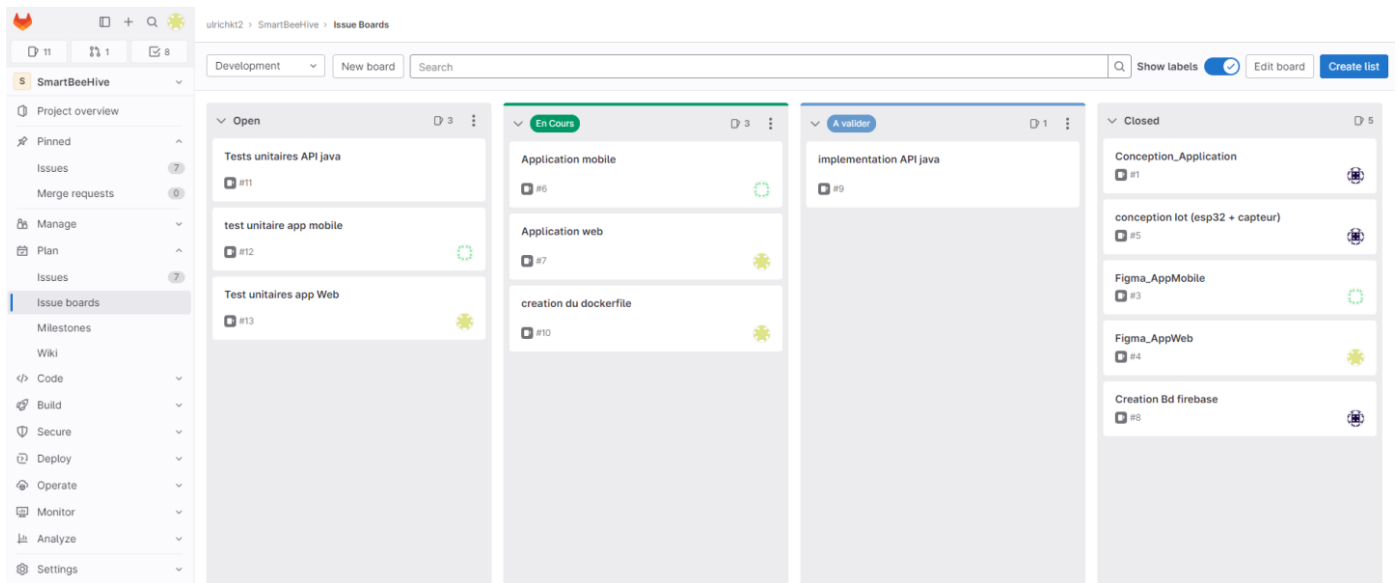 ulrichkt2 > SmartBeeHive > Issue Boards
11 1 8
S SmartBeeHive
Project overview
Pinned
Issues 7
Merge requests 0
Manage
Plan
Issues 7
Issue boards
Milestones
Wiki
Code
Build
Secure
Deploy
Operate
Monitor
Analyze
Settings
Development New board Search Show labels Edit board Create list
Open 3
Tests unitaires API java
#11
test unitaire app mobile
#12
Test unitaires app Web
#13
En Cours 3
Application mobile
#6
Application web
#7
creation du dockerfile
#10
A valider 1
implementation API java
#9
Closed 5
Conception_Application
#1
conception Iot (esp32 + capteur)
#5
Figma_AppMobile
#3
Figma_AppWeb
#4
Creation Bd firebase
#8